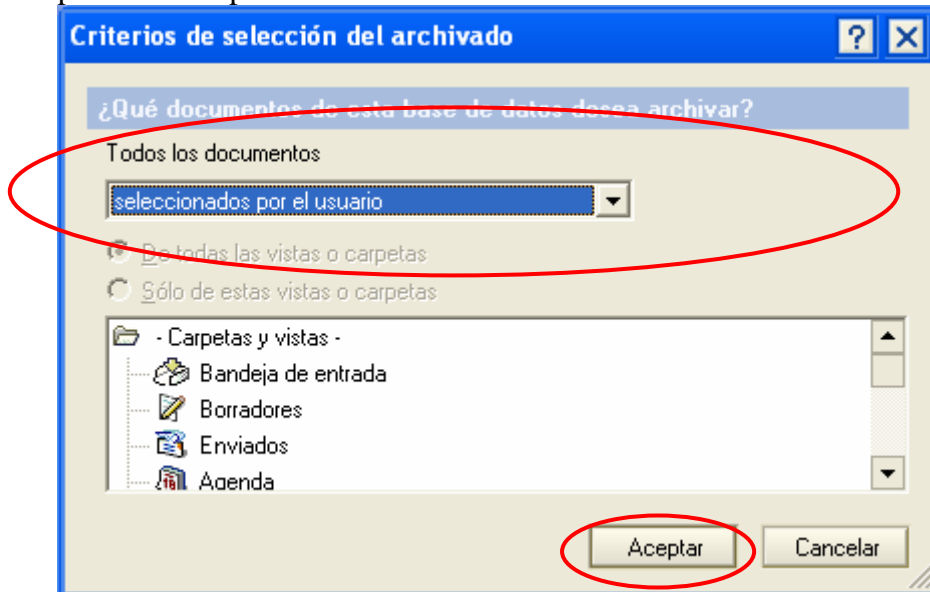 Criterios de selección del archivado
¿Qué documentos de esta base de datos desea archivar?
Todos los documentos
seleccionados por el usuario
De todas las vistas o carpetas
Sólo de estas vistas o carpetas
- Carpetas y vistas -
Bandeja de entrada
Borradores
Enviados
Agenda
Aceptar Cancelar